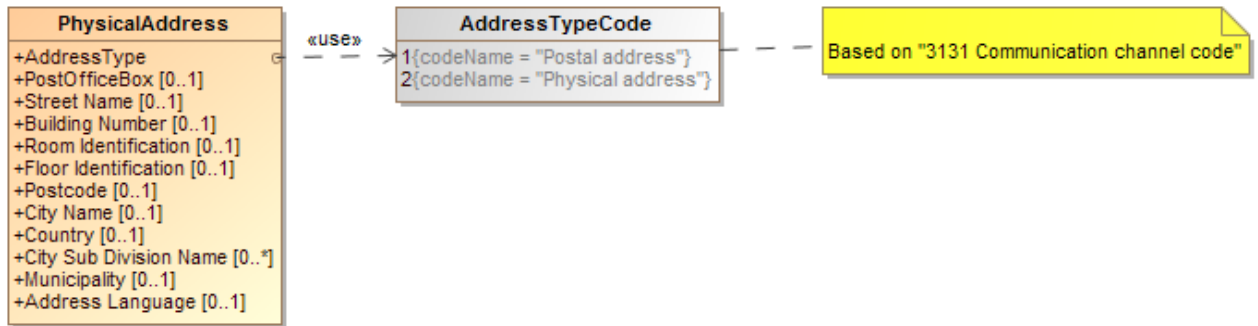 PhysicalAddress
+AddressType
+PostOfficeBox [0..1]
+Street Name [0..1]
+Building Number [0..1]
+Room Identification [0..1]
+Floor Identification [0..1]
+Postcode [0..1]
+City Name [0..1]
+Country [0..1]
+City Sub Division Name [0..*]
+Municipality [0..1]
+Address Language [0..1]
«use»
AddressTypeCode
1{codeName = "Postal address"}
2{codeName = "Physical address"}
Based on "3131 Communication channel code"